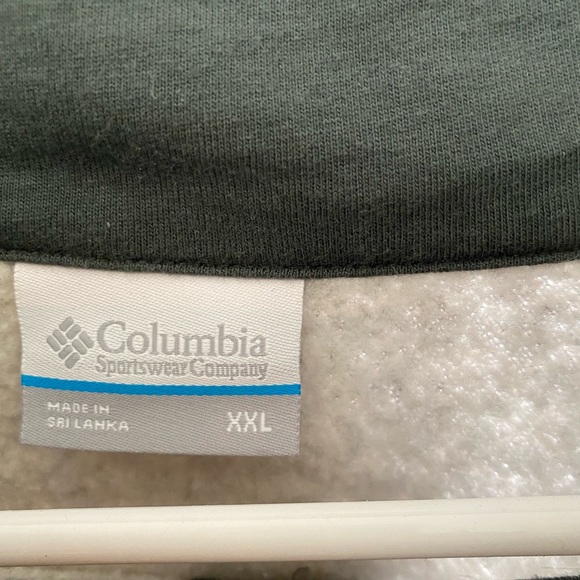 Columbia
Sportswear Company
MADE IN
SRI LANKA
XXL